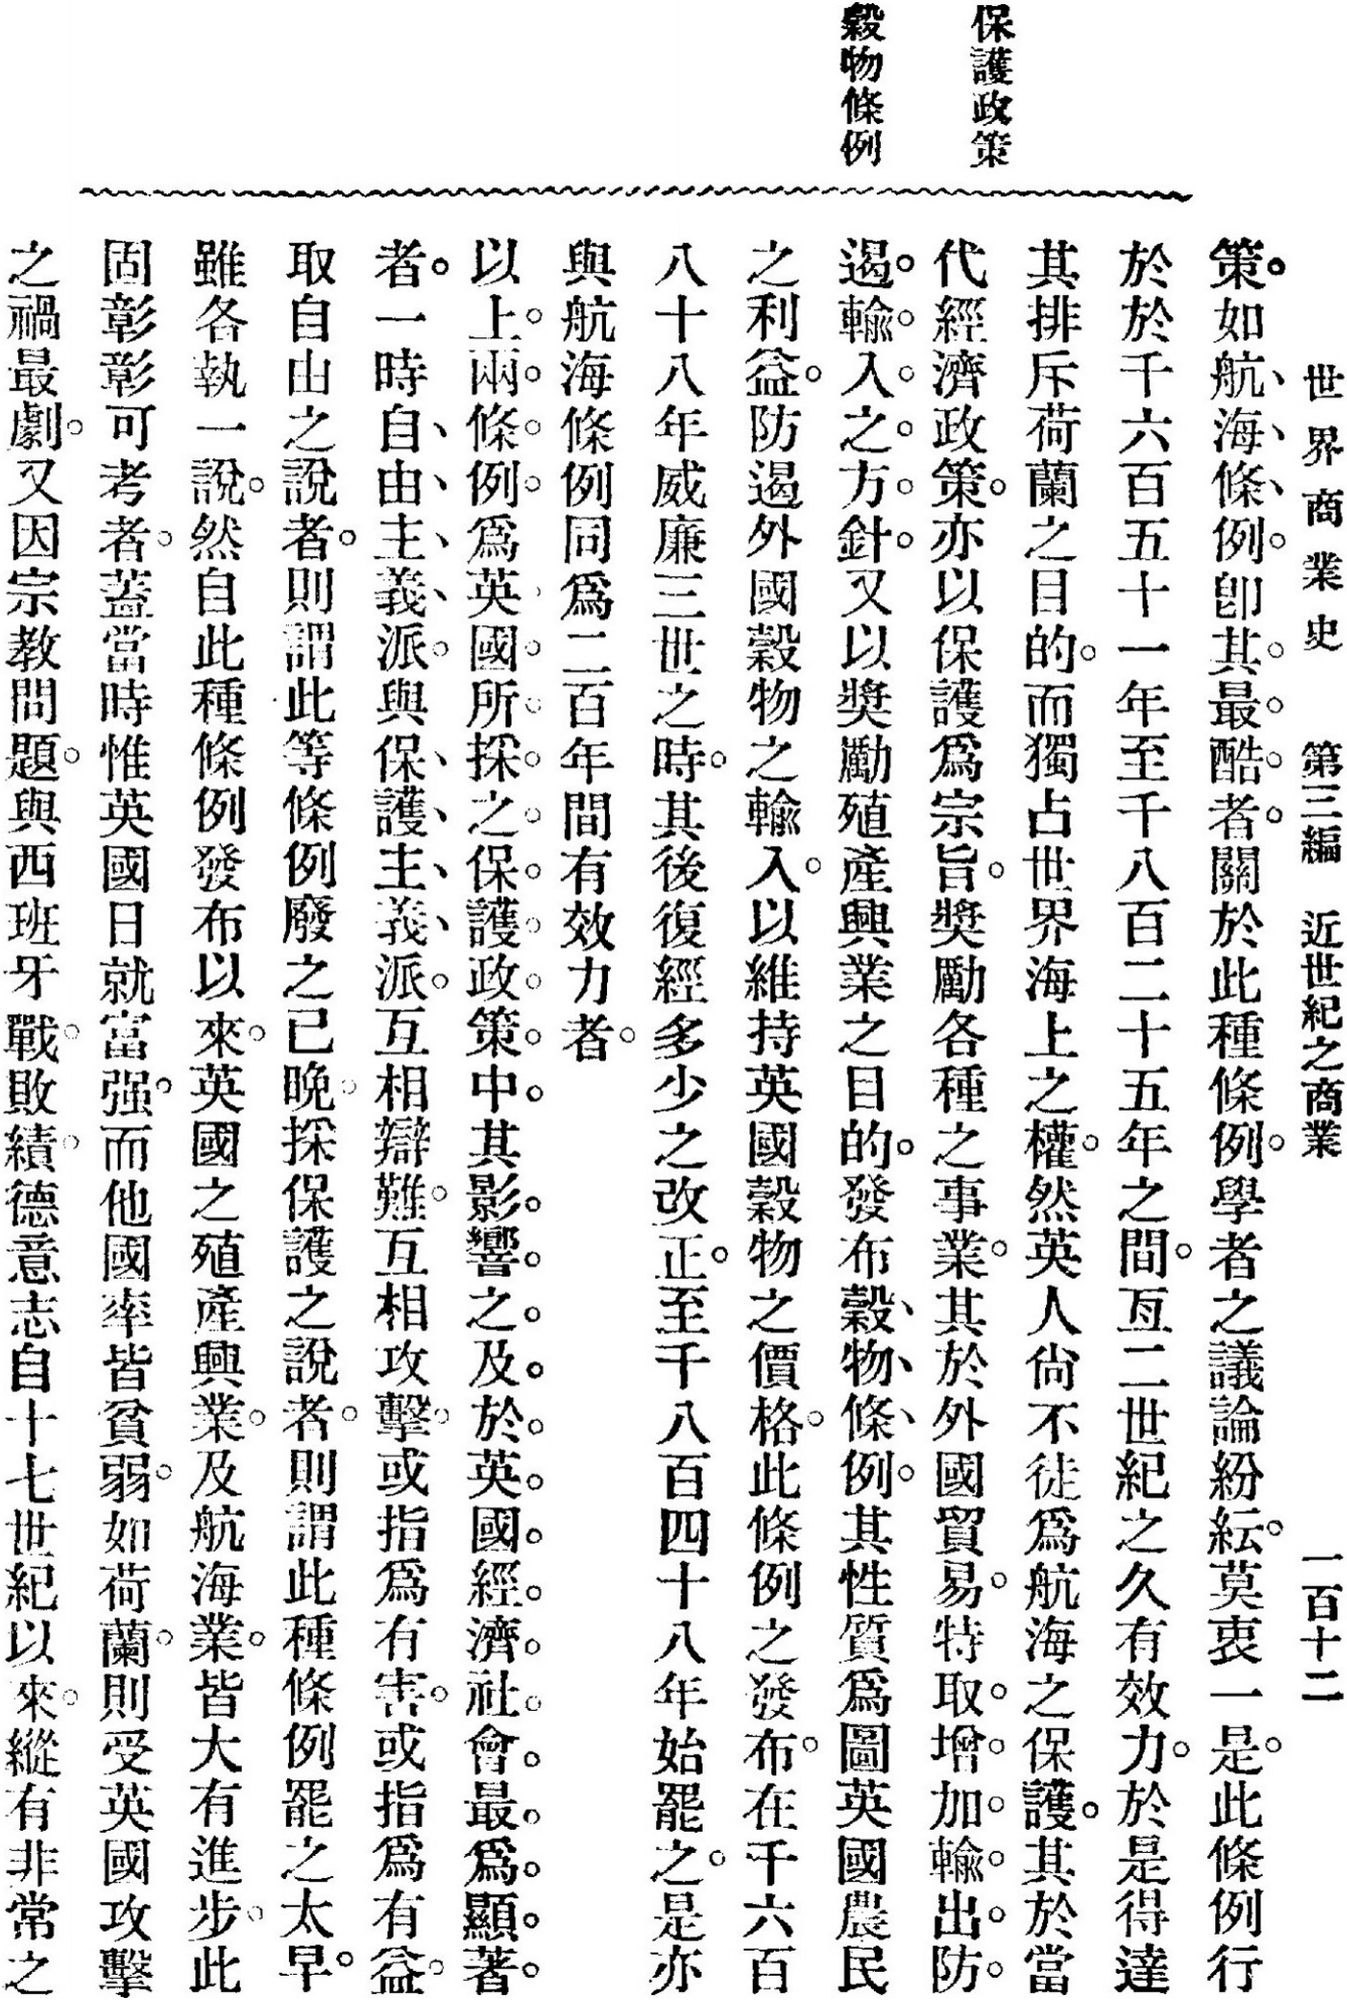 世界商業史　第三編　近世紀之商業　一百十二
保護政策
穀物條例
策。如航、海、條、例。卽其。最。酷。者。關於此種條例。學者之議論紛紜。莫衷一是。此條例行
於於千六百五十一年至千八百二十五年之間。亙二世紀之久有效力。於是得達
其排斥荷蘭之目的。而獨占世界海上之權。然英人尙不徒爲航海之保護。其於當
代經濟政策。亦以保護爲宗旨。獎勵各種之事業。其於外國貿易。特取。增。加。輸。出。防。
遏。輸。入。之。方。針。又以獎勵殖產興業之目的。發布穀、物、條、例。其性質爲圖英國農民
之利益。防遏外國穀物之輸入。以維持英國穀物之價格。此條例之發布。在千六百
八十八年威廉三世之時。其後復經多少之改正。至千八百四十八年始罷之。是亦
與航海條例同爲二百年間有效力者。
以上。兩。條。例。爲英、國。所。採。之。保。護。政。策。中。其影。響。之。及。於。英。國。經。濟。社。會。最。爲。顯。著。
者。一時自、由、主、義、派。與保、護、主、義、派。互相辯難。互相攻擊。或指爲有害。或指爲有益。
取自由之說者。則謂此等條例廢之已晚。採保護之說者。則謂此種條例罷之太早。
雖各執一說。然自此種條例發布以來。英國之殖產興業。及航海業。皆大有進步。此
固彰彰可考者。蓋當時惟英國日就富强。而他國率皆貧弱。如荷蘭。則受英國攻擊
之禍最劇。又因宗教問題。與西班牙戰。敗績。德意志自十七世紀以來。縱有非常之